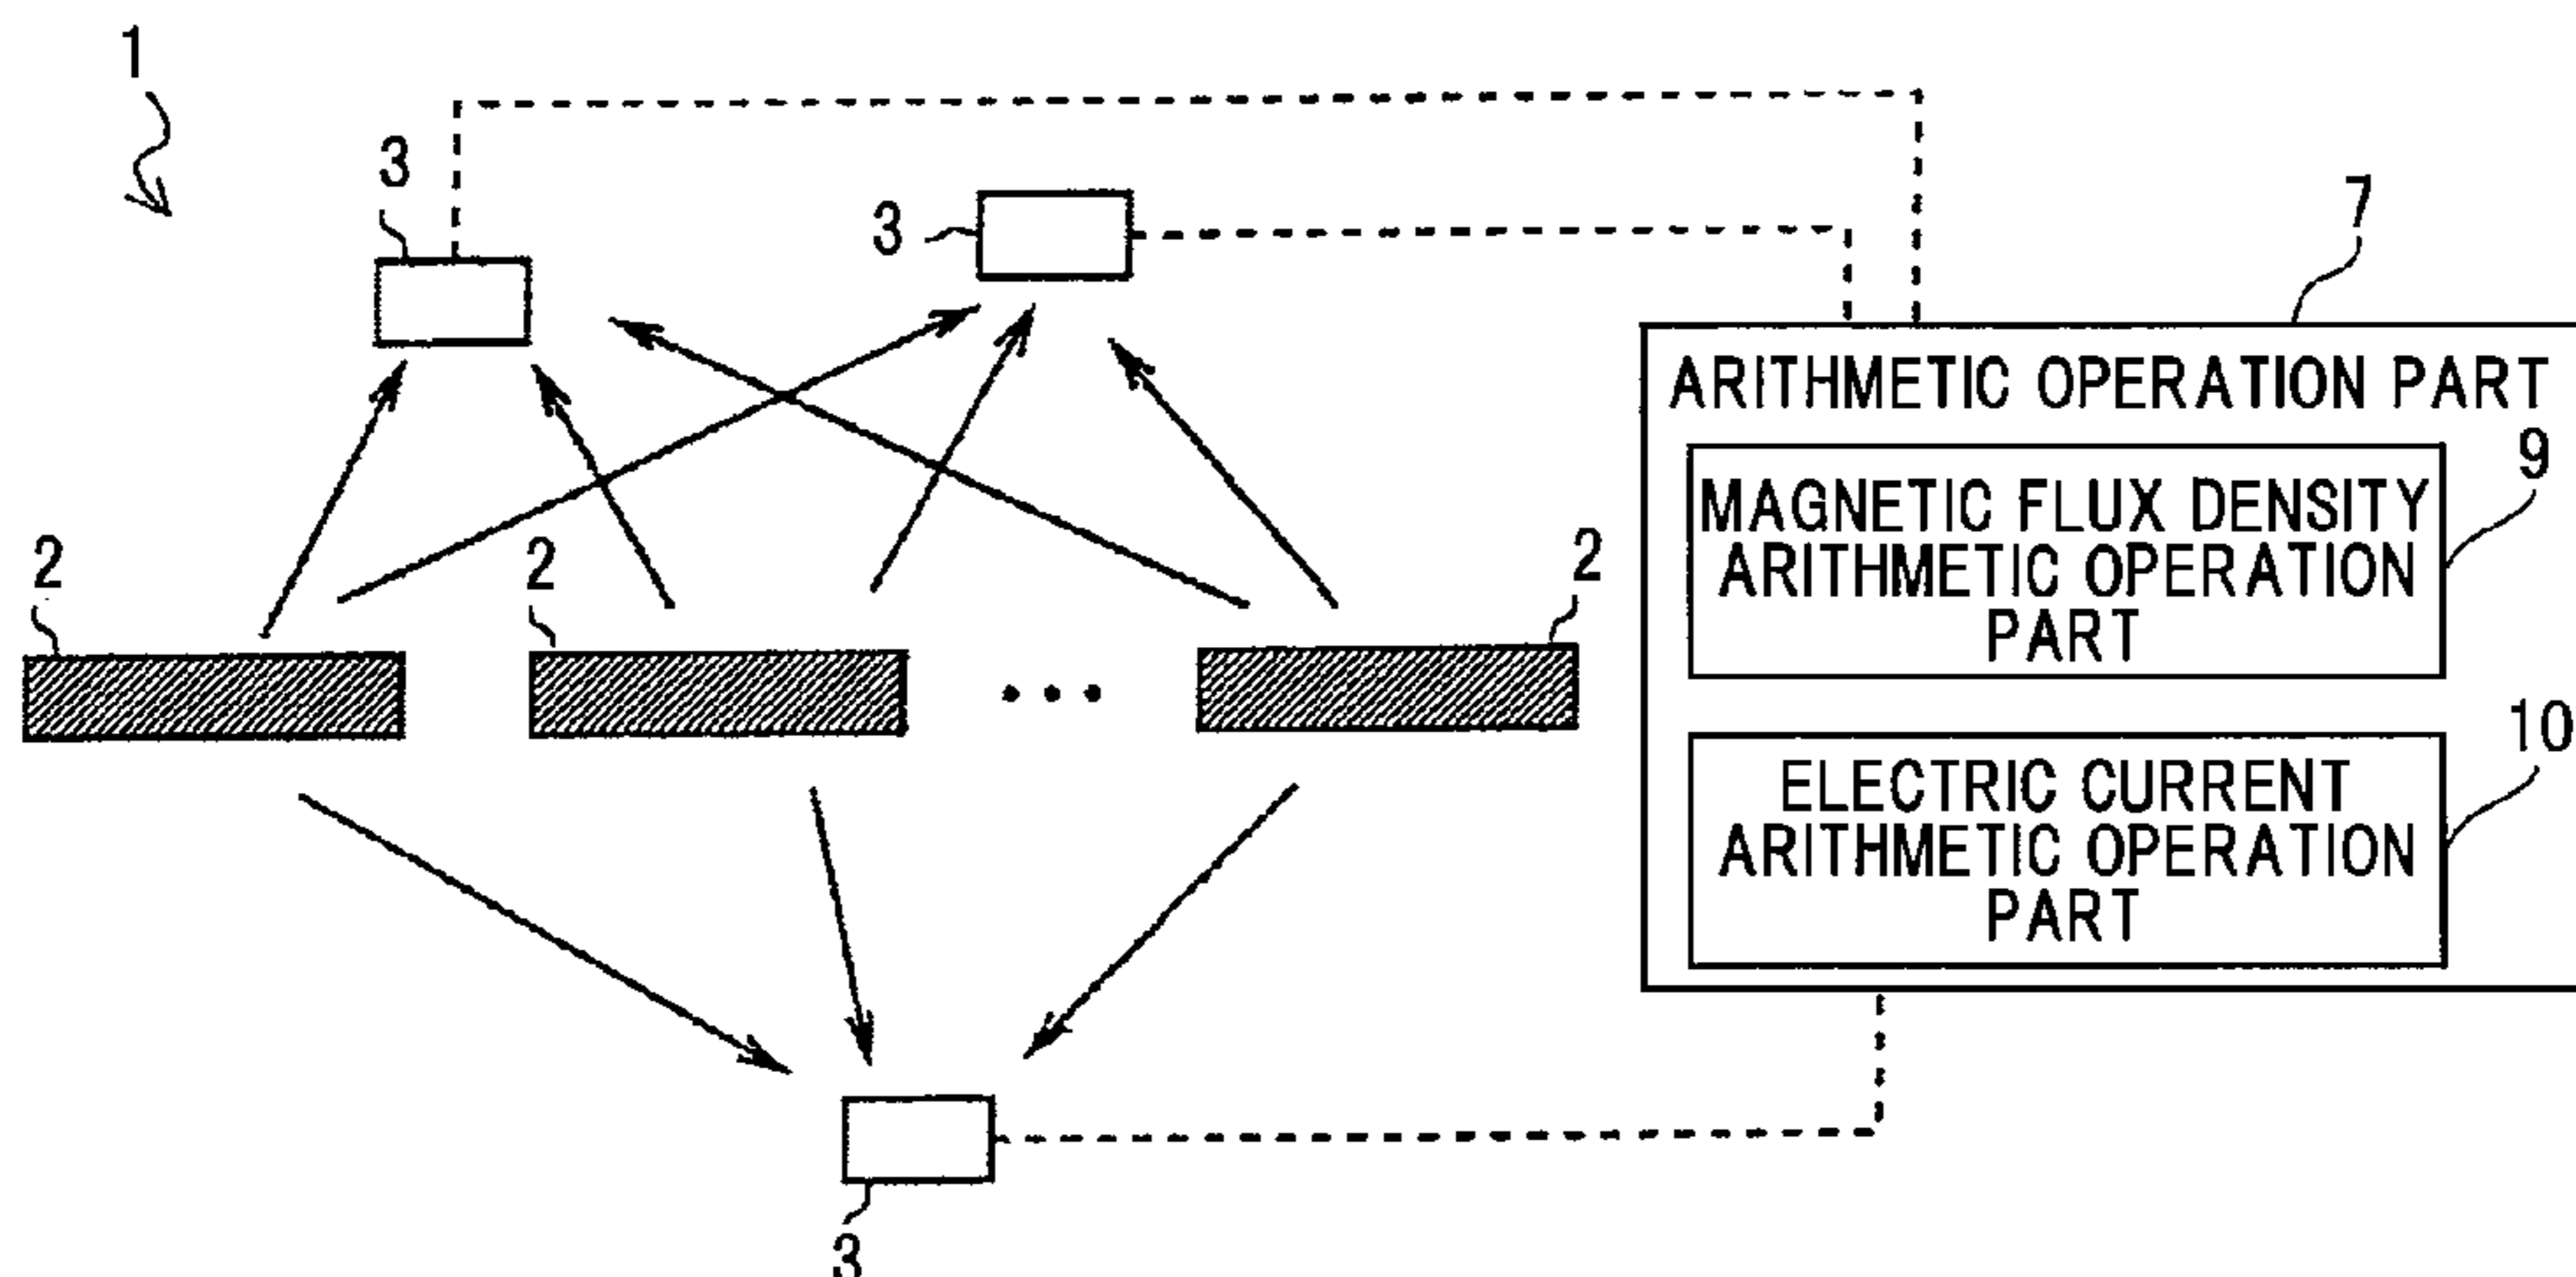 1
3
3
7
ARITHMETIC OPERATION PART
9
MAGNETIC FLUX DENSITY
ARITHMETIC OPERATION
PART
2
2
2
10
ELECTRIC CURRENT
ARITHMETIC OPERATION
PART
3